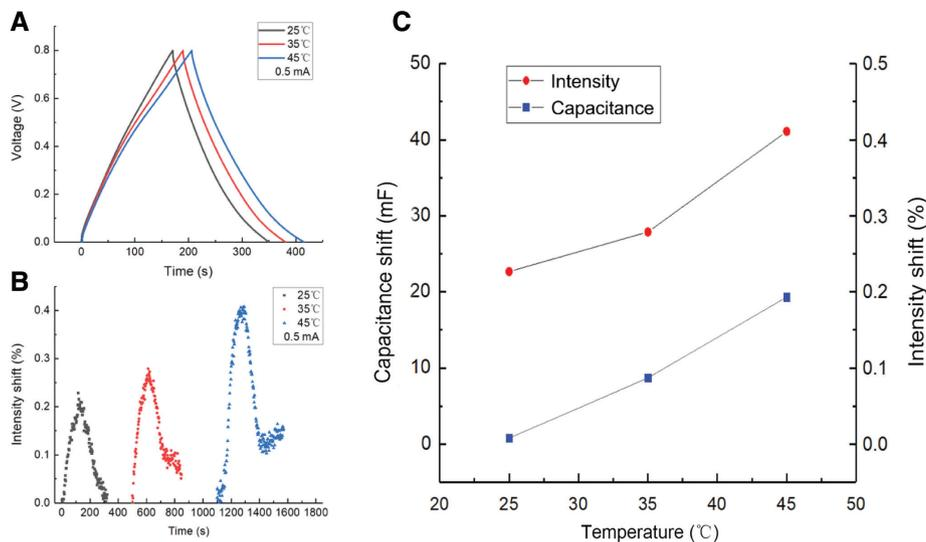 A
25℃
35℃
45℃
0.5 mA
0.8
0.6
0.4
0.2
0.0
Voltage (V)
0 100 200 300 400
Time (s)
B
25℃
35℃
45℃
0.5 mA
0.4
0.3
0.2
0.1
0.0
Intensity shift (%)
0 200 400 600 800 1000 1200 1400 1600 1800
Time (s)
C
Intensity
Capacitance
50
40
30
20
10
0
Capacitance shift (mF)
0.5
0.4
0.3
0.2
0.1
0.0
Intensity shift (%)
20 25 30 35 40 45 50
Temperature (℃)